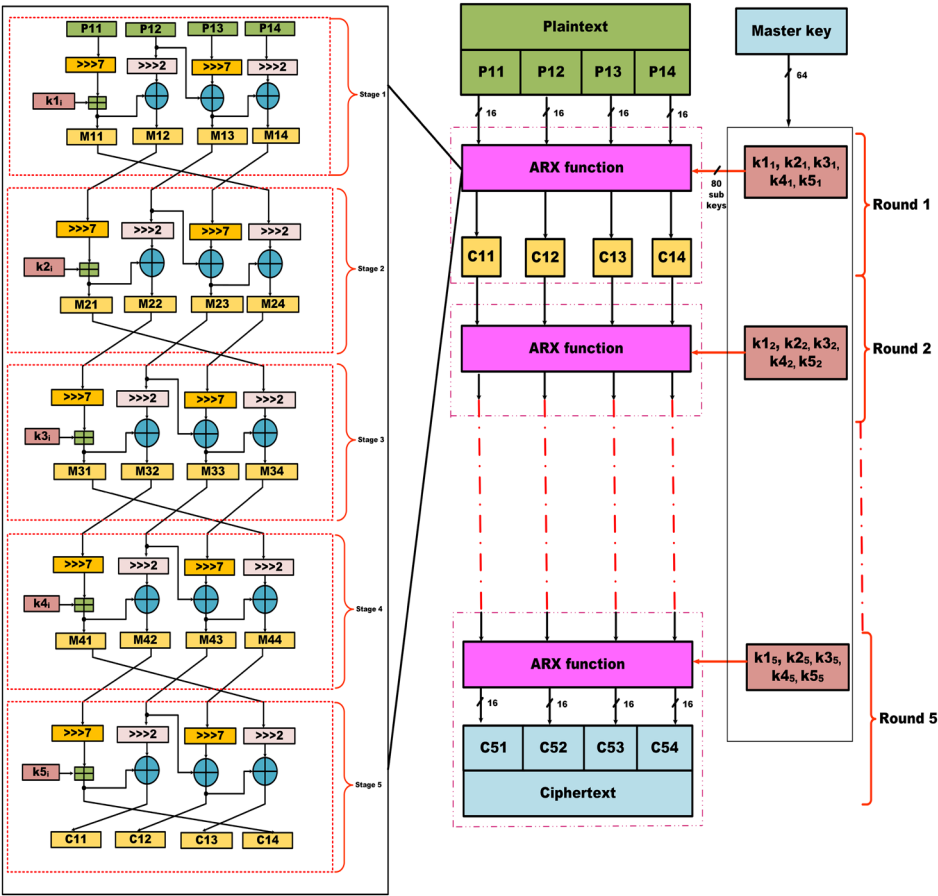 P11 P12 P13 P14
>>>7 >>>2 >>>7 >>>2
k1ᵢ
Stage 1
M11 M12 M13 M14
>>>7 >>>2 >>>7 >>>2
k2ᵢ
Stage 2
M21 M22 M23 M24
>>>7 >>>2 >>>7 >>>2
k3ᵢ
Stage 3
M31 M32 M33 M34
>>>7 >>>2 >>>7 >>>2
k4ᵢ
Stage 4
M41 M42 M43 M44
>>>7 >>>2 >>>7 >>>2
k5ᵢ
Stage 5
C11 C12 C13 C14
Plaintext
P11 P12 P13 P14
16 16 16 16
ARX function
C11 C12 C13 C14
ARX function
ARX function
16 16 16 16
C51 C52 C53 C54
Ciphertext
Master key
64
80
sub
keys
k1₁, k2₁, k3₁,
k4₁, k5₁
Round 1
k1₂, k2₂, k3₂,
k4₂, k5₂
Round 2
k1₅, k2₅, k3₅,
k4₅, k5₅
Round 5